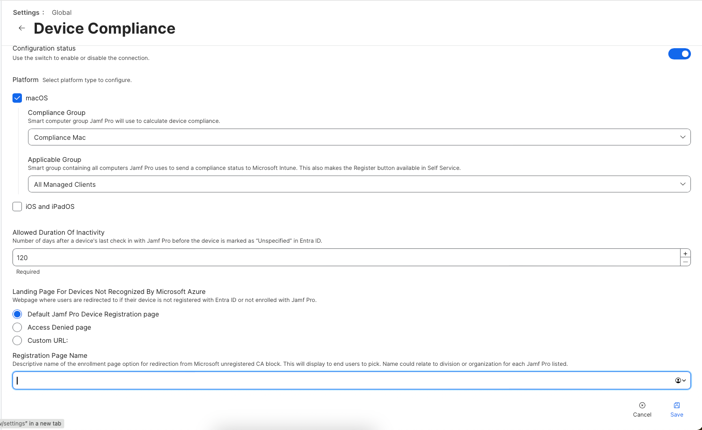 Settings : Global
← Device Compliance
Configuration status
Use the switch to enable or disable the connection.
Platform Select platform type to configure.
macOS
Compliance Group
Smart computer group Jamf Pro will use to calculate device compliance.
Compliance Mac
Applicable Group
Smart group containing all computers Jamf Pro uses to send a compliance status to Microsoft Intune. This also makes the Register button available in Self Service.
All Managed Clients
iOS and iPadOS
Allowed Duration Of Inactivity
Number of days after a device's last check in with Jamf Pro before the device is marked as "Unspecified" in Entra ID.
120
Required
Landing Page For Devices Not Recognized By Microsoft Azure
Webpage where users are redirected to if their device is not registered with Entra ID or not enrolled with Jamf Pro.
Default Jamf Pro Device Registration page
Access Denied page
Custom URL:
Registration Page Name
Descriptive name of the enrollment page option for redirection from Microsoft unregistered CA block. This will display to end users to pick. Name could relate to division or organization for each Jamf Pro listed.
Cancel Save
/settings" in a new tab